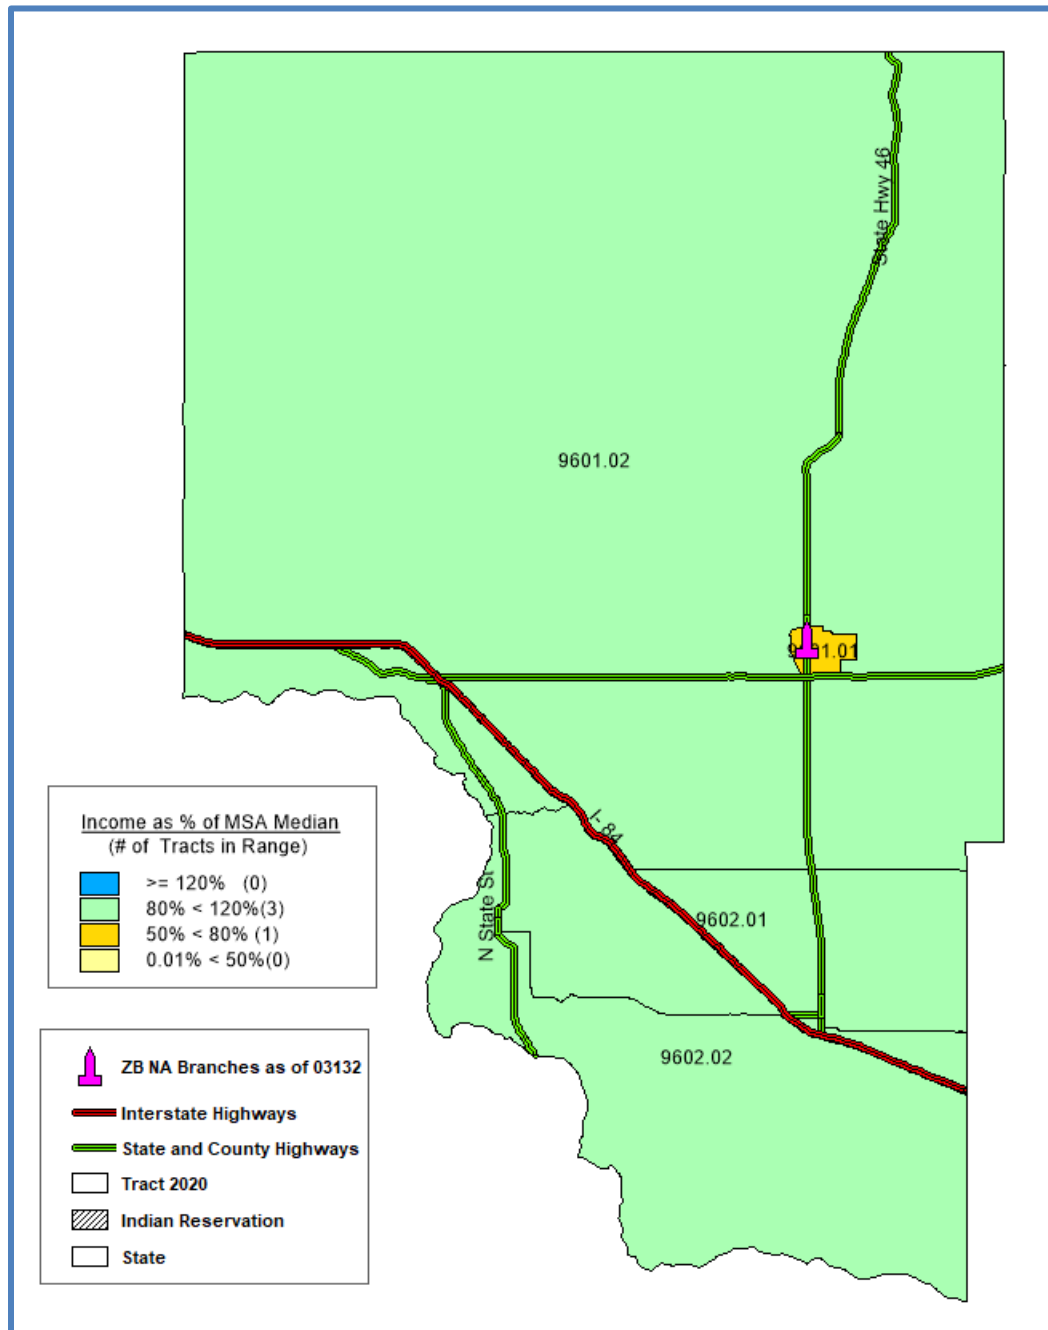 State Hwy 46
9601.02
9601.01
I- 84
N State St
9602.01
9602.02
Income as % of MSA Median
(# of Tracts in Range)
>= 120% (0)
80% < 120%(3)
50% < 80% (1)
0.01% < 50%(0)
ZB NA Branches as of 03132
Interstate Highways
State and County Highways
Tract 2020
Indian Reservation
State